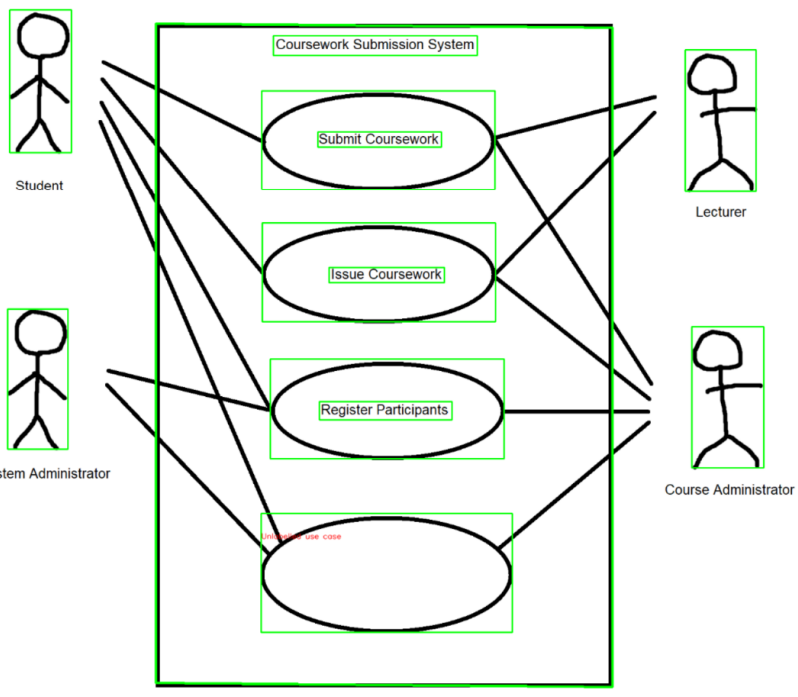 Coursework Submission System
Submit Coursework
Student
Lecturer
Issue Coursework
Register Participants
stem Administrator
Course Administrator
Unlabelled use case